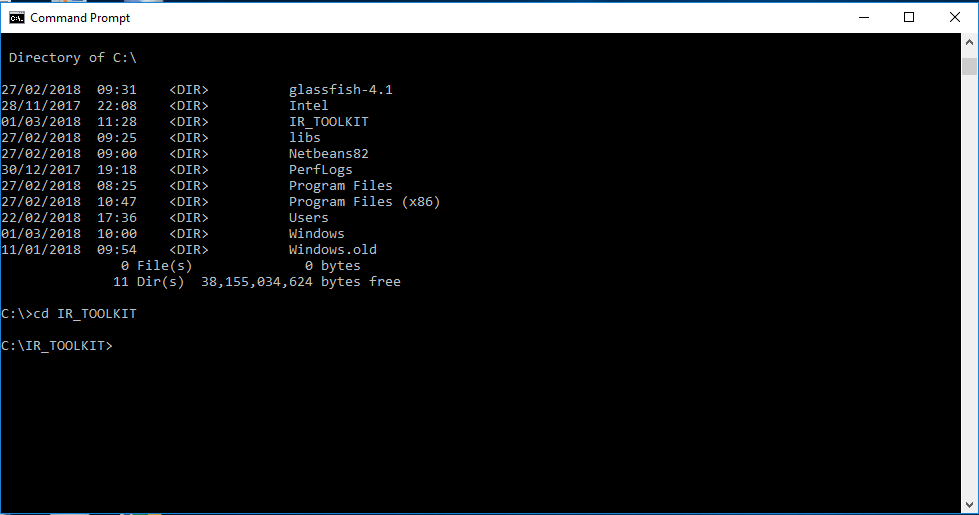 Command Prompt
Directory of C:\
27/02/2018  09:31    <DIR>          glassfish-4.1
28/11/2017  22:08    <DIR>          Intel
01/03/2018  11:28    <DIR>          IR_TOOLKIT
27/02/2018  09:25    <DIR>          libs
27/02/2018  09:00    <DIR>          Netbeans82
30/12/2017  19:18    <DIR>          PerfLogs
27/02/2018  08:25    <DIR>          Program Files
27/02/2018  10:47    <DIR>          Program Files (x86)
22/02/2018  17:36    <DIR>          Users
01/03/2018  10:00    <DIR>          Windows
11/01/2018  09:54    <DIR>          Windows.old
0 File(s)              0 bytes
11 Dir(s)  38,155,034,624 bytes free
C:\>cd IR_TOOLKIT
C:\IR_TOOLKIT>